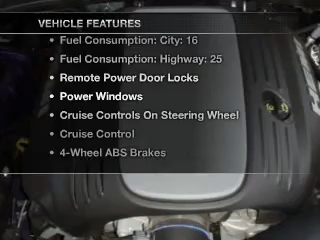 VEHICLE FEATURES
• Fuel Consumption: City: 16
• Fuel Consumption: Highway: 25
• Remote Power Door Locks
• Power Windows
• Cruise Controls On Steering Wheel
• Cruise Control
• 4-Wheel ABS Brakes